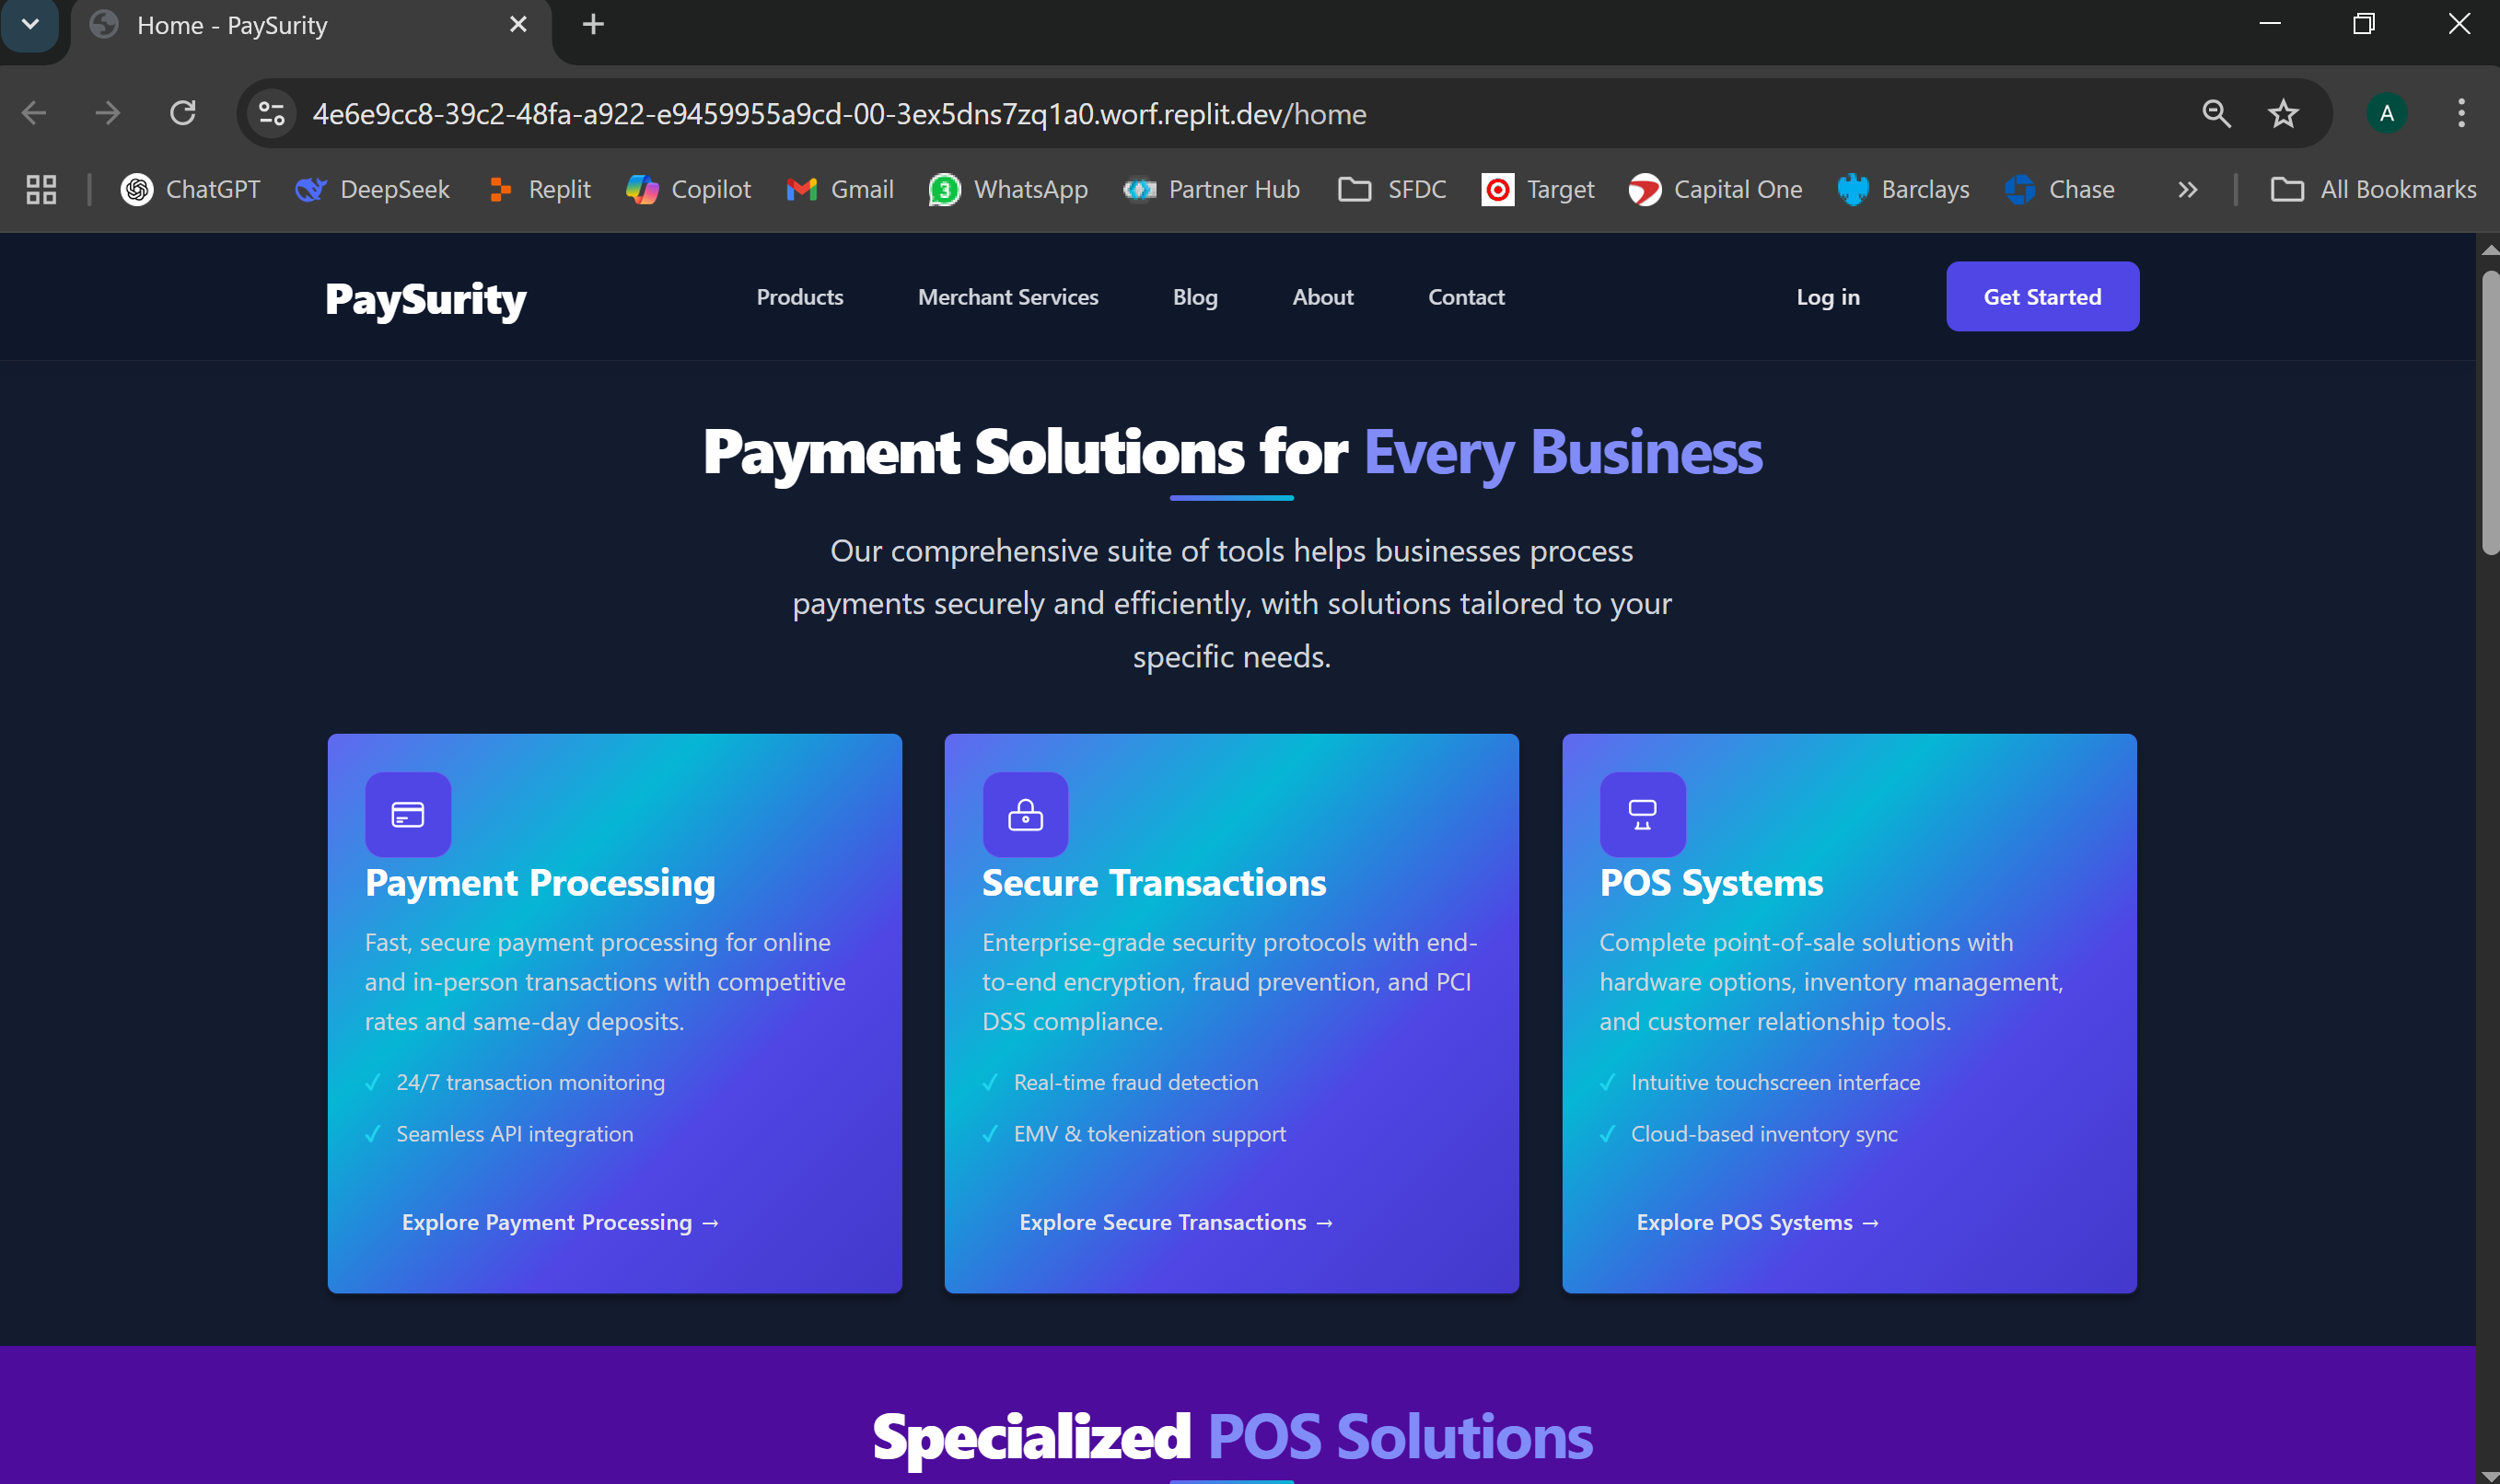 Home - PaySurity
4e6e9cc8-39c2-48fa-a922-e9459955a9cd-00-3ex5dns7zq1a0.worf.replit.dev/home
A
ChatGPT
DeepSeek
Replit
Copilot
Gmail
3
WhatsApp
Partner Hub
SFDC
Target
Capital One
Barclays
Chase
All Bookmarks
PaySurity
Products
Merchant Services
Blog
About
Contact
Log in
Get Started
Payment Solutions for Every Business
Our comprehensive suite of tools helps businesses process
payments securely and efficiently, with solutions tailored to your
specific needs.
Payment Processing
Fast, secure payment processing for online
and in-person transactions with competitive
rates and same-day deposits.
✓ 24/7 transaction monitoring
✓ Seamless API integration
Explore Payment Processing →
Secure Transactions
Enterprise-grade security protocols with end-
to-end encryption, fraud prevention, and PCI
DSS compliance.
✓ Real-time fraud detection
✓ EMV & tokenization support
Explore Secure Transactions →
POS Systems
Complete point-of-sale solutions with
hardware options, inventory management,
and customer relationship tools.
✓ Intuitive touchscreen interface
✓ Cloud-based inventory sync
Explore POS Systems →
Specialized POS Solutions